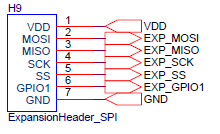 H9
VDD 1 VDD
MOSI 2 EXP_MOSI
MISO 3 EXP_MISO
SCK 4 EXP_SCK
SS 5 EXP_SS
GPIO1 6 EXP_GPIO1
GND 7 GND
ExpansionHeader_SPI